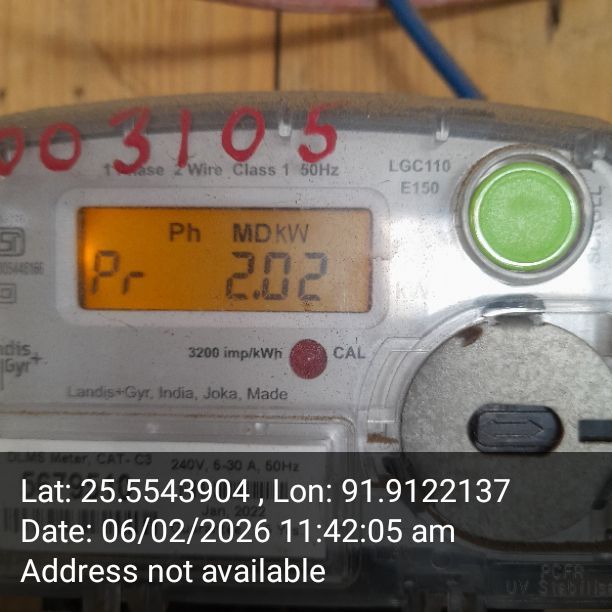 003105
1 Phase 2 Wire Class 1 50Hz
LGC110
E150
SCROLL
Ph MDkW
Pr 2.02
3200 imp/kWh CAL
Landis+Gyr, India, Joka, Made
DLMS Meter, CAT- C3
240V, 5-30 A, 50Hz
Jan. 2022
Lat: 25.5543904 , Lon: 91.9122137
Date: 06/02/2026 11:42:05 am
Address not available